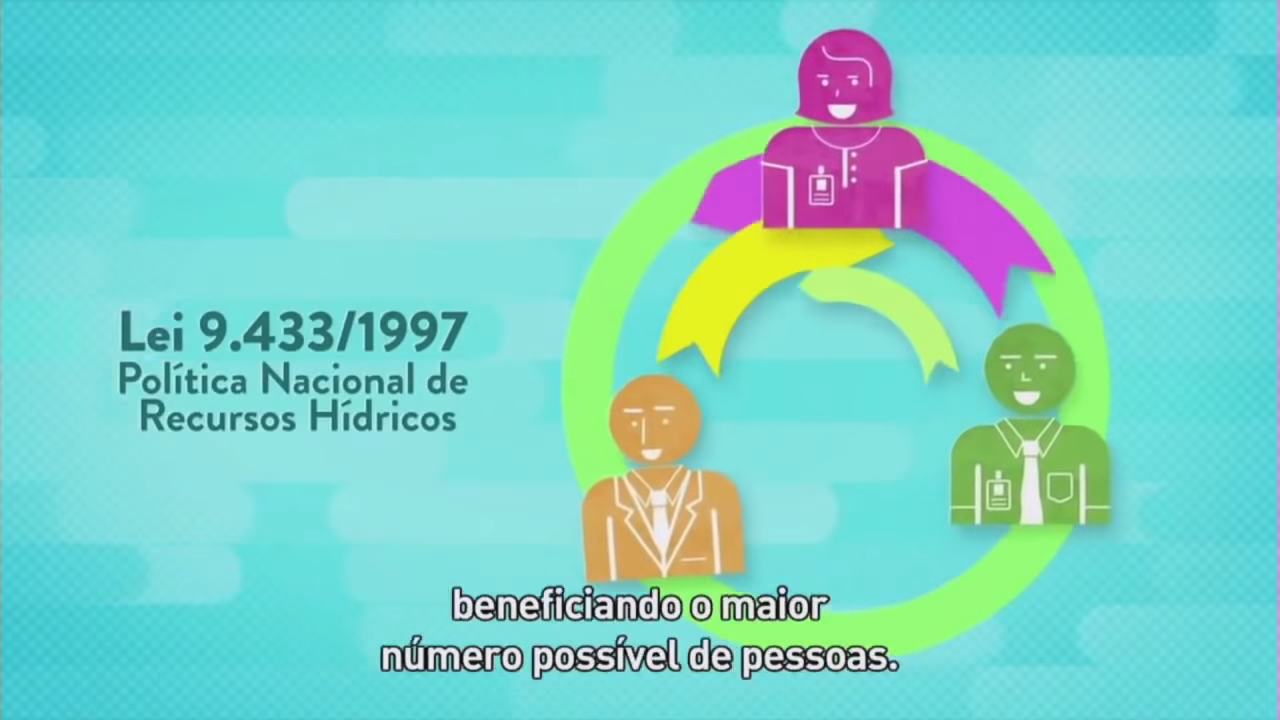 Lei 9.433/1997
Política Nacional de
Recursos Hídricos
beneficiando o maior
número possível de pessoas.